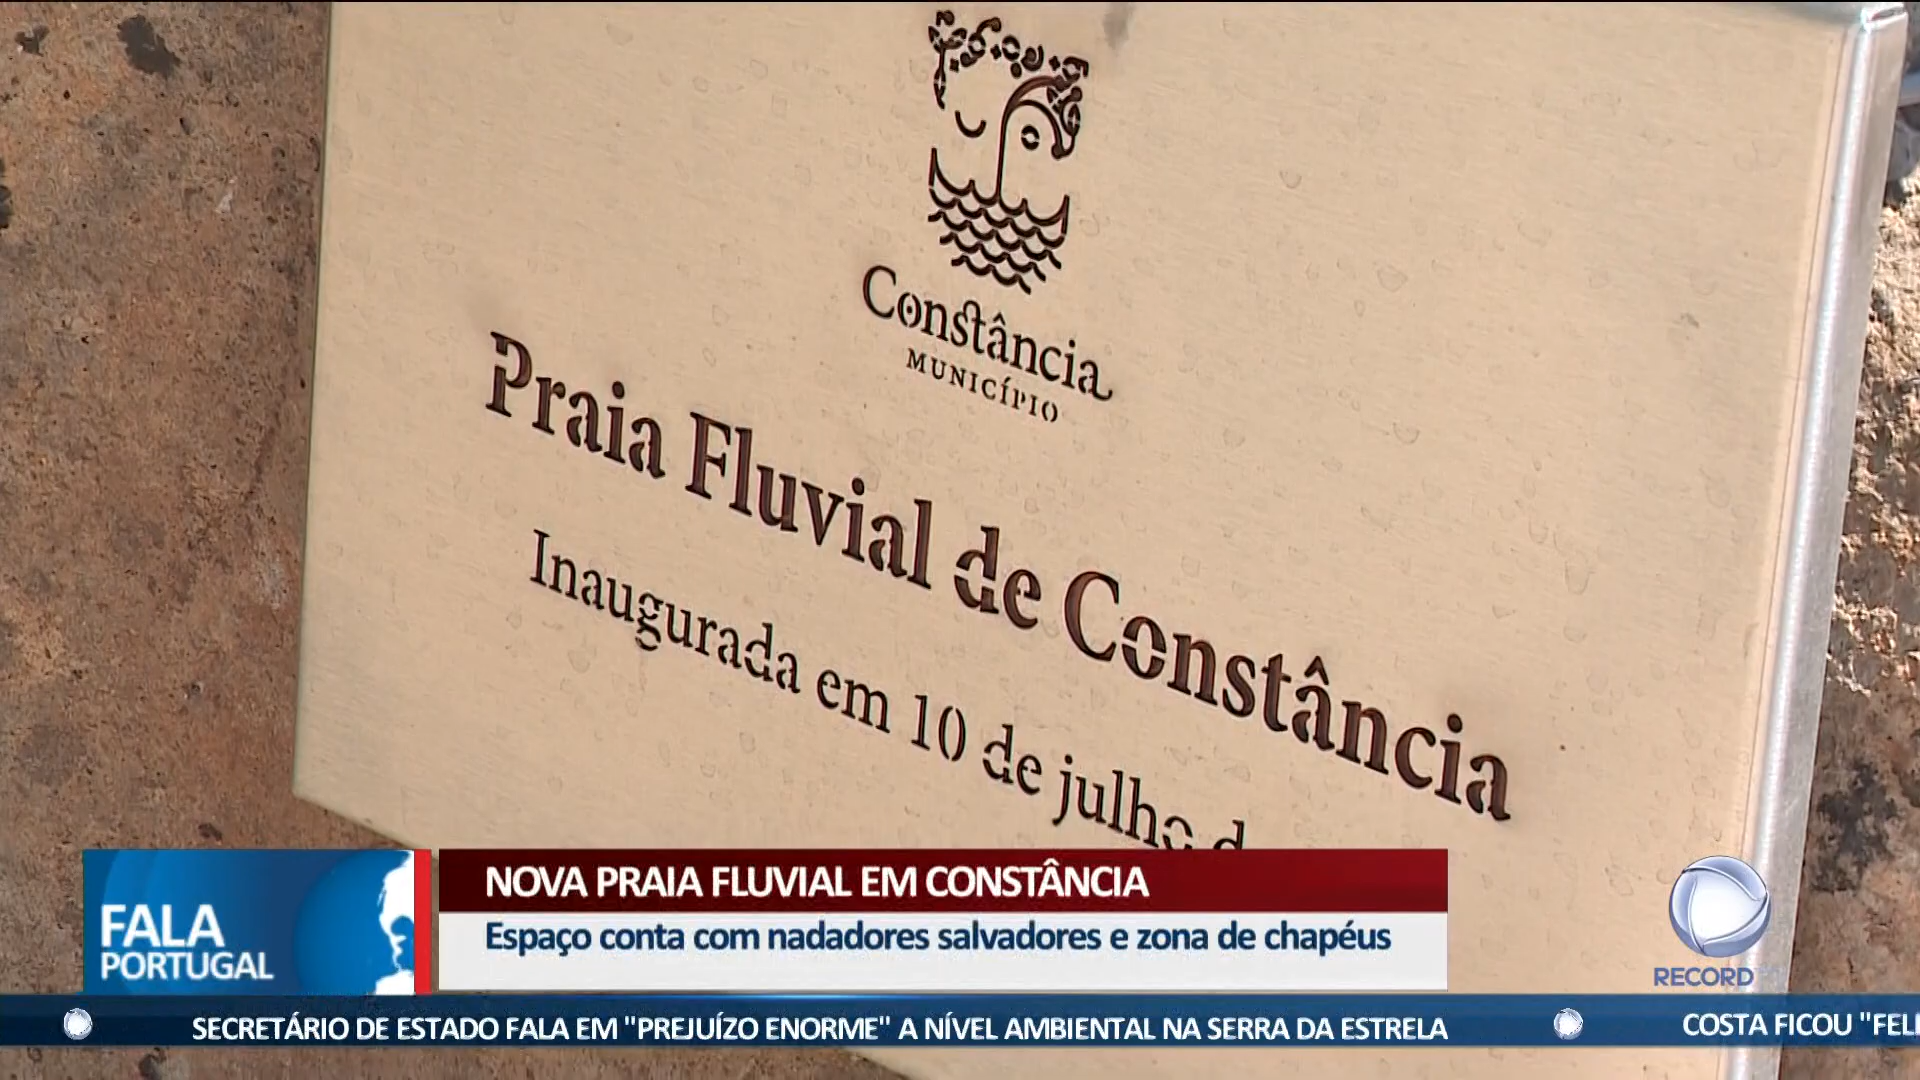 Constância
MUNICÍPIO
Praia Fluvial de Constância
Inaugurada em 10 de julho d
NOVA PRAIA FLUVIAL EM CONSTÂNCIA
Espaço conta com nadadores salvadores e zona de chapéus
FALA
PORTUGAL
RECORD
SECRETÁRIO DE ESTADO FALA EM "PREJUÍZO ENORME" A NÍVEL AMBIENTAL NA SERRA DA ESTRELA
COSTA FICOU "FELI